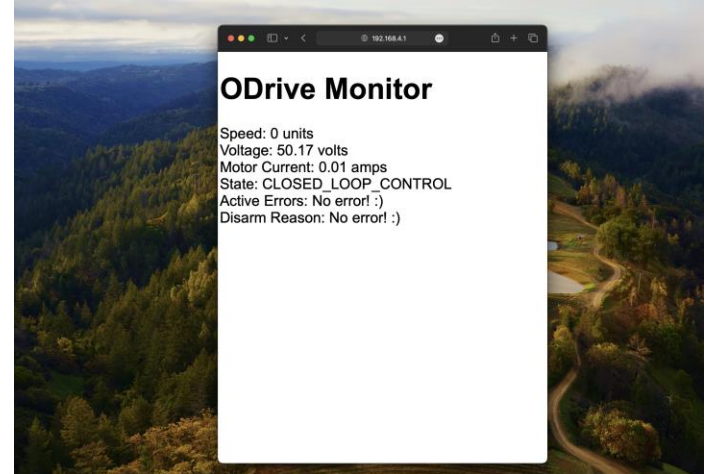 192.168.4.1
ODrive Monitor
Speed: 0 units
Voltage: 50.17 volts
Motor Current: 0.01 amps
State: CLOSED_LOOP_CONTROL
Active Errors: No error! :)
Disarm Reason: No error! :)